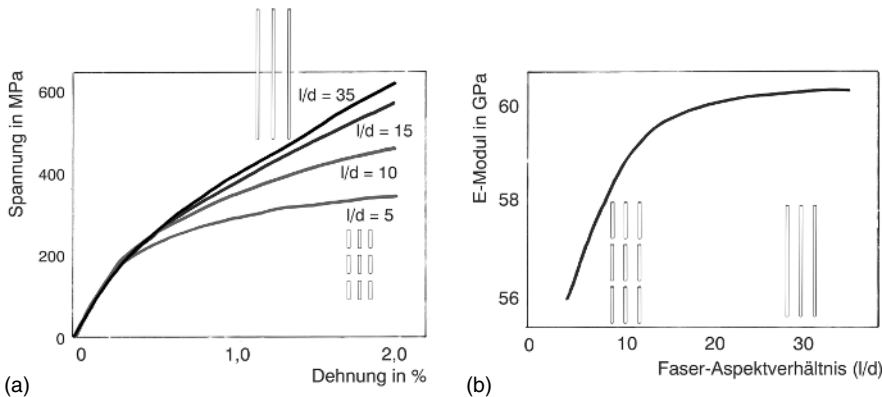 Spannung in MPa
600
400
200
0
l/d = 35
l/d = 15
l/d = 10
l/d = 5
0
1,0
2,0
Dehnung in %
(a)
E-Modul in GPa
60
58
56
0
10
20
30
Faser-Aspektverhältnis (l/d)
(b)